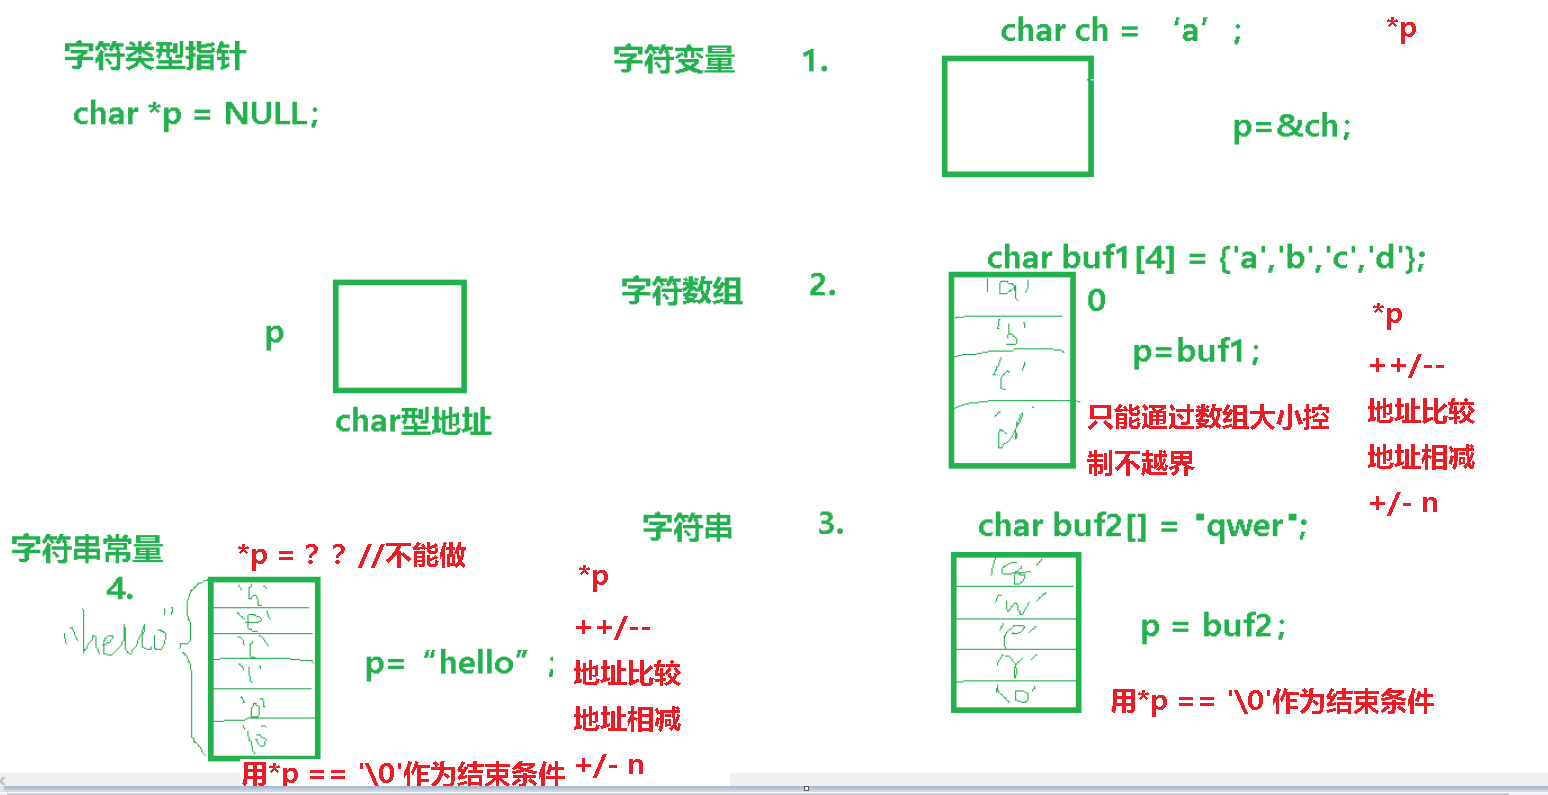 字符类型指针
char *p = NULL;
p
char型地址
字符变量
1.
char ch = ‘a’ ;
*p
p=&ch;
字符数组
2.
char buf1[4] = {'a','b','c','d'};
'a'
'b'
'c'
'd'
0
p=buf1;
只能通过数组大小控
制不越界
*p
++/--
地址比较
地址相减
+/- n
字符串
3.
char buf2[] = "qwer";
'q'
'w'
'e'
'r'
'\0'
p = buf2;
用*p == '\0'作为结束条件
字符串常量
4.
*p = ? ? //不能做
"hello"
'h'
'e'
'l'
'l'
'o'
'\0'
p= “hello” ;
*p
++/--
地址比较
地址相减
+/- n
用*p == '\0'作为结束条件